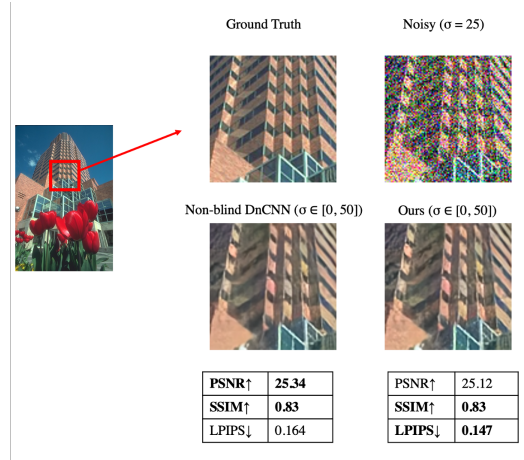 Ground Truth
Noisy (σ = 25)
Non-blind DnCNN (σ ∈ [0, 50])
Ours (σ ∈ [0, 50])
PSNR↑ 25.34
SSIM↑ 0.83
LPIPS↓ 0.164
PSNR↑ 25.12
SSIM↑ 0.83
LPIPS↓ 0.147